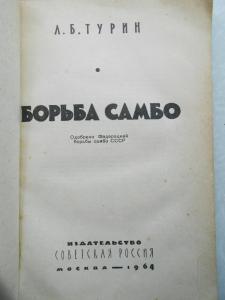 Л.Б.ТУРИН
БОРЬБА САМБО
Одобрено Федерацией
борьбы самбо СССР
ИЗДАТЕЛЬСТВО
СОВЕТСКАЯ РОССИЯ
МОСКВА — 1964